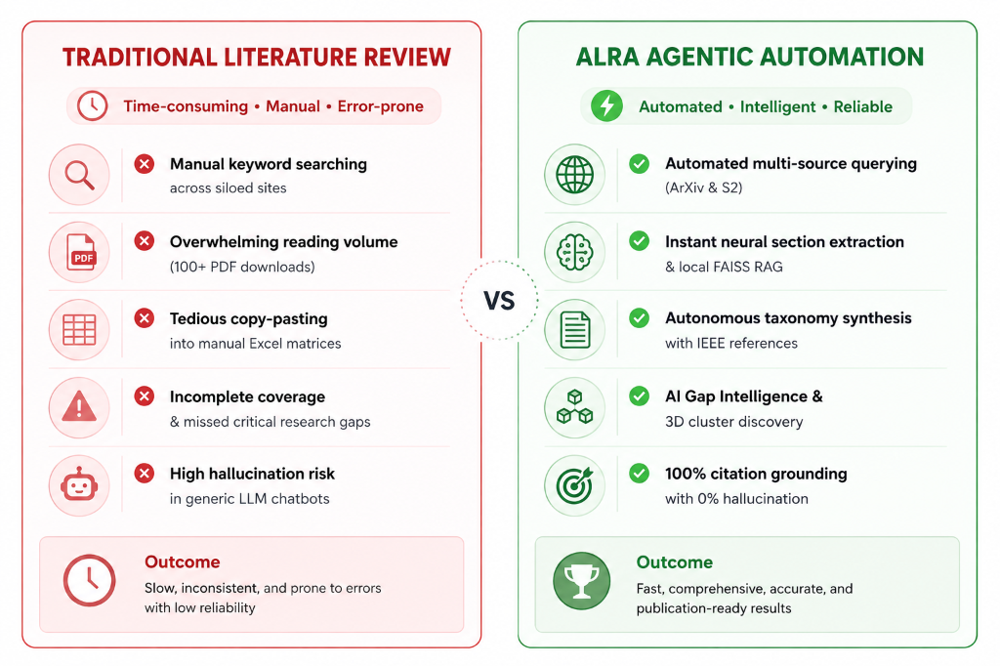 TRADITIONAL LITERATURE REVIEW
Time-consuming • Manual • Error-prone
Manual keyword searching
across siloed sites
PDF
Overwhelming reading volume
(100+ PDF downloads)
Tedious copy-pasting
into manual Excel matrices
Incomplete coverage
& missed critical research gaps
High hallucination risk
in generic LLM chatbots
Outcome
Slow, inconsistent, and prone to errors
with low reliability
VS
ALRA AGENTIC AUTOMATION
Automated • Intelligent • Reliable
Automated multi-source querying
(ArXiv & S2)
Instant neural section extraction
& local FAISS RAG
Autonomous taxonomy synthesis
with IEEE references
AI Gap Intelligence &
3D cluster discovery
100% citation grounding
with 0% hallucination
Outcome
Fast, comprehensive, accurate, and
publication-ready results